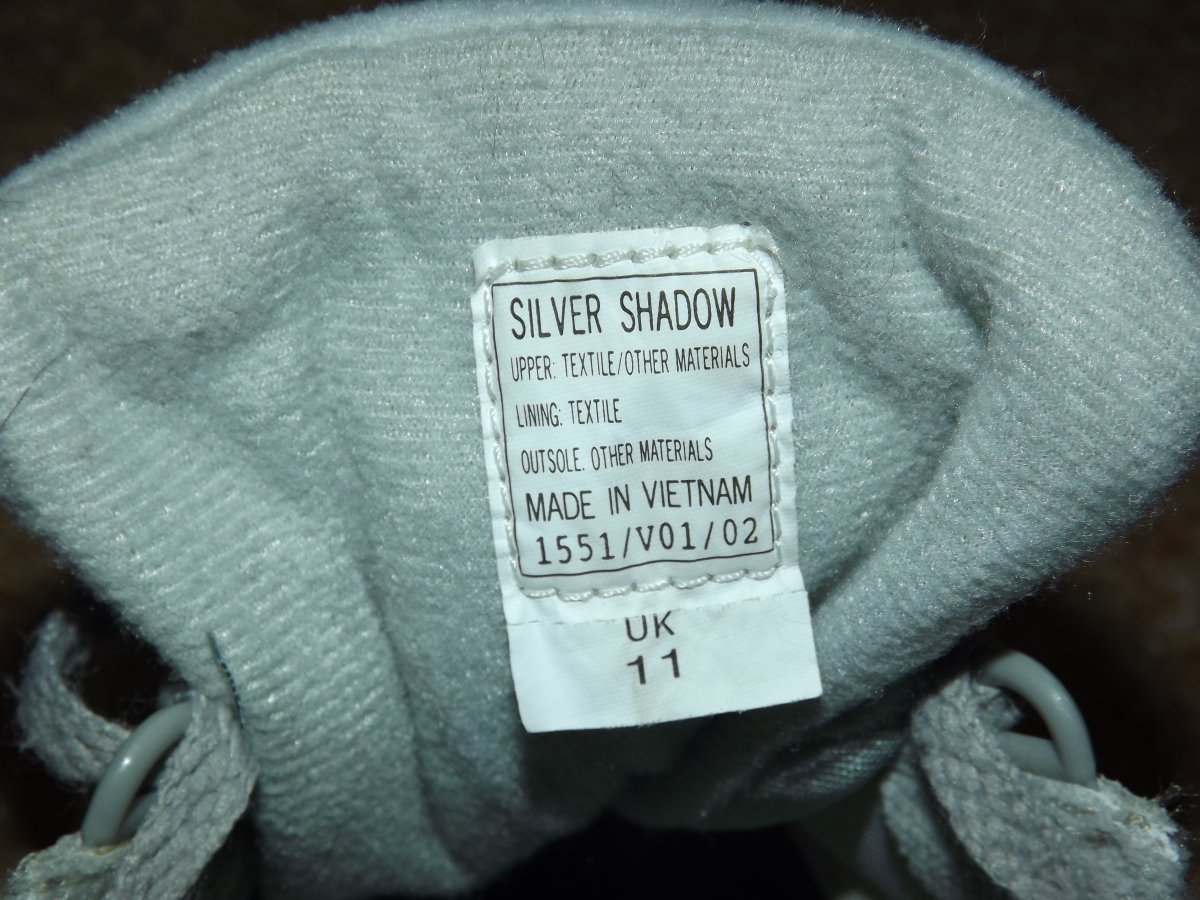 SILVER SHADOW
UPPER: TEXTILE/OTHER MATERIALS
LINING: TEXTILE
OUTSOLE. OTHER MATERIALS
MADE IN VIETNAM
1551/V01/02
UK
11